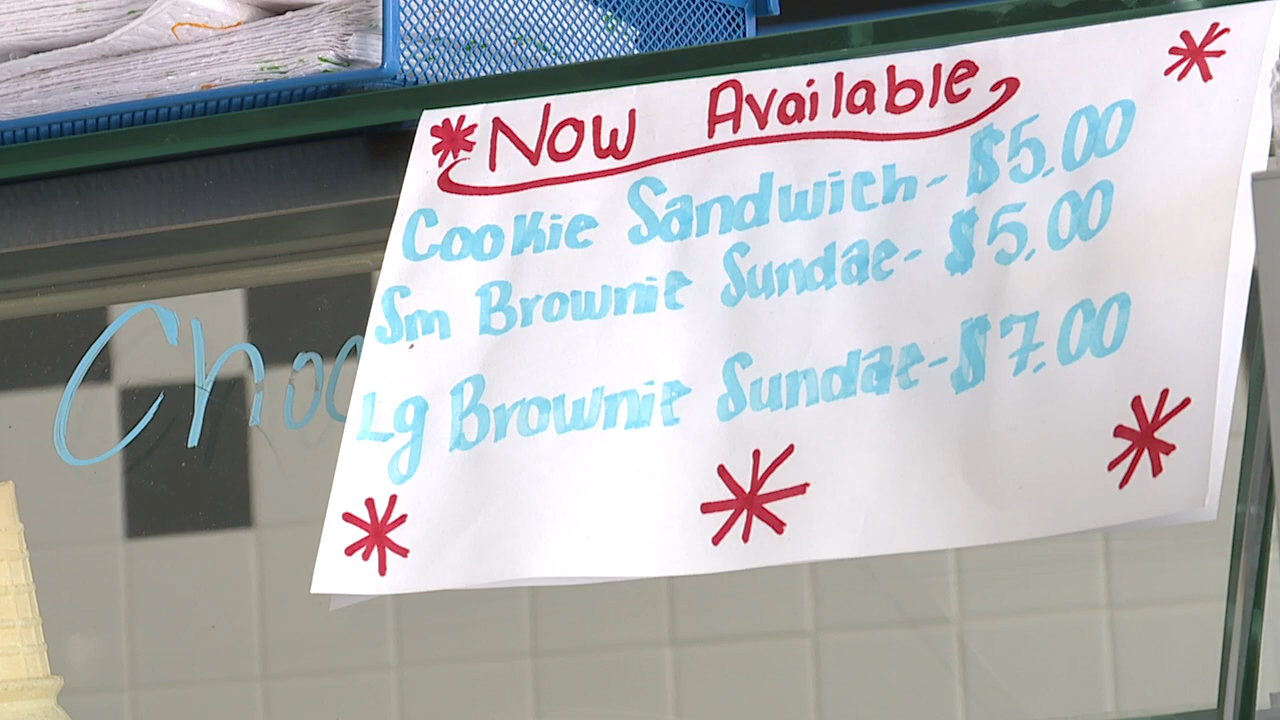 Now Available
Cookie Sandwich - $5.00
Sm Brownie Sundae - $5.00
Lg Brownie Sundae - $7.00